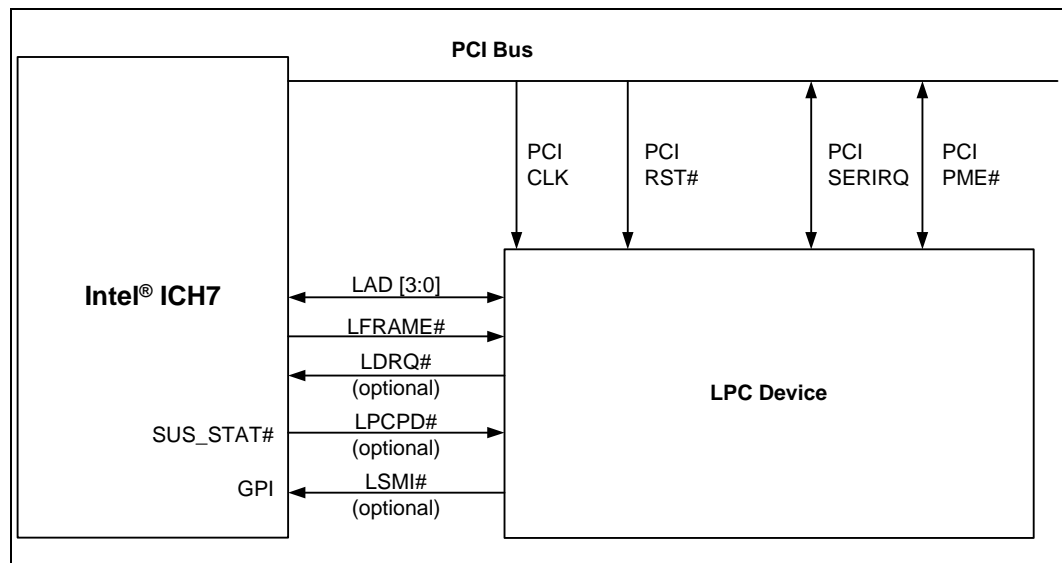 PCI Bus
PCI
CLK
PCI
RST#
PCI
SERIRQ
PCI
PME#
Intel® ICH7
LAD [3:0]
LFRAME#
LDRQ#
(optional)
SUS_STAT#
LPCPD#
(optional)
GPI
LSMI#
(optional)
LPC Device